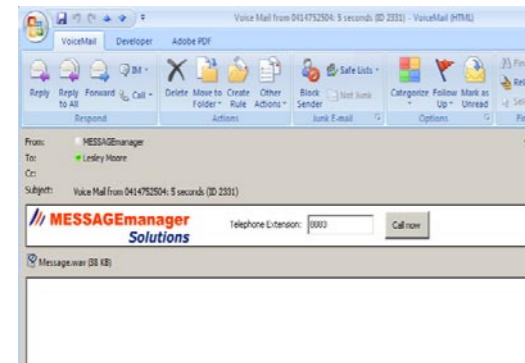 Voice Mail from 0414752504: 5 seconds (ID 2331) - VoiceMail (HTML)
VoiceMail Developer Adobe PDF
Reply Reply to All Forward IM Call
Delete Move to Folder Create Rule Other Actions
Block Sender Safe Lists Not Junk
Categorize Follow Up Mark as Unread
Respond Actions Junk E-mail Options
From: MESSAGEmanager
To: Lesley Moore
Cc:
Subject: Voice Mail from 0414752504: 5 seconds (ID 2331)
MESSAGEmanager
Solutions
Telephone Extension: 8883 Call now
Message.wav (38 KB)